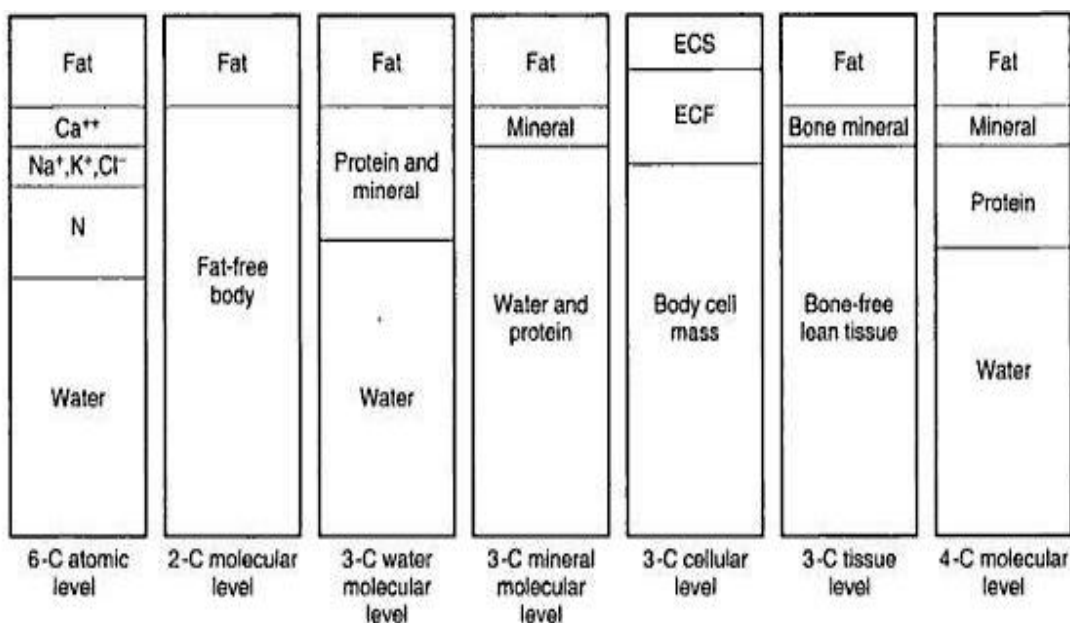 Fat
Ca⁺⁺
Na⁺,K⁺,Cl⁻
N
Water
6-C atomic
level
Fat
Fat-free
body
2-C molecular
level
Fat
Protein and
mineral
Water
3-C water
molecular
level
Fat
Mineral
Water and
protein
3-C mineral
molecular
level
ECS
ECF
Body cell
mass
3-C cellular
level
Fat
Bone mineral
Bone-free
lean tissue
3-C tissue
level
Fat
Mineral
Protein
Water
4-C molecular
level